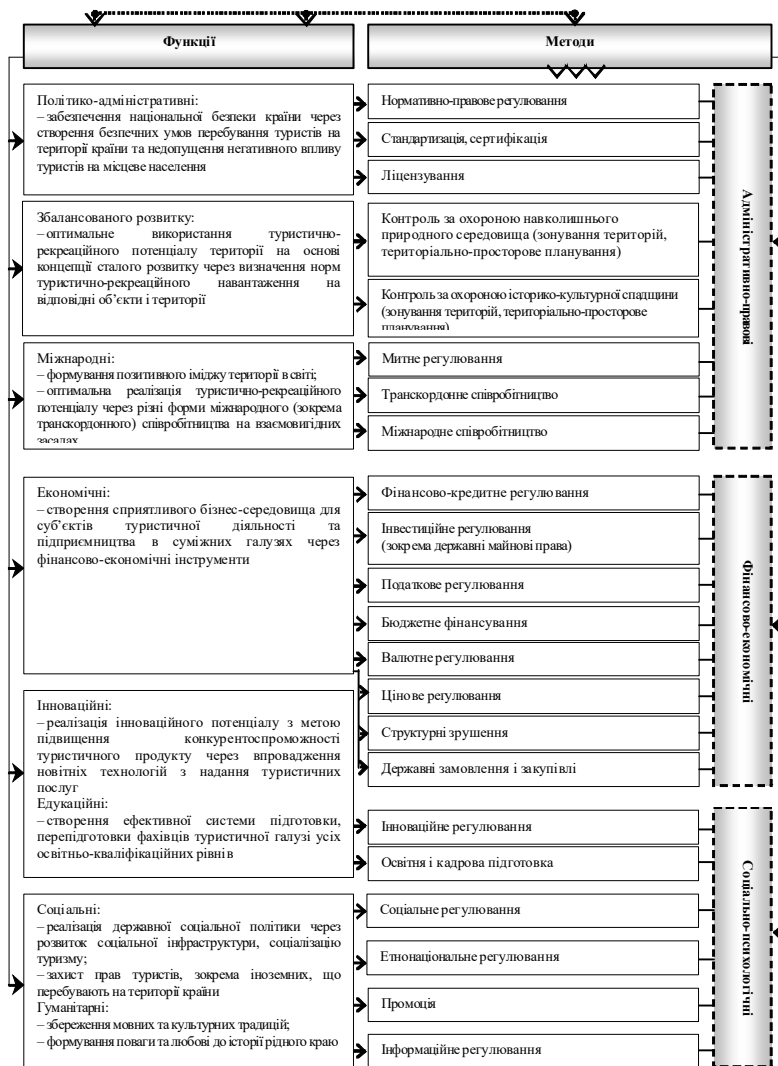 Функції
Методи
Політико-адміністративні:
– забезпечення національної безпеки країни через
створення безпечних умов перебування туристів на
території країни та недопущення негативного впливу
туристів на місцеве населення
Нормативно-правове регулювання
Стандартизація, сертифікація
Ліцензування
Збалансованого розвитку:
– оптимальне використання туристично-
рекреаційного потенціалу території на основі
концепції сталого розвитку через визначення норм
туристично-рекреаційного навантаження на
відповідні об'єкти і території
Контроль за охороною навколишнього
природного середовища (зонування територій,
територіально-просторове планування)
Контроль за охороною історико-культурної спадщини
(зонування територій, територіально-просторове
планування)
Міжнародні:
– формування позитивного іміджу території в світі;
– оптимальна реалізація туристично-рекреаційного
потенціалу через різні форми міжнародного (зокрема
транскордонного) співробітництва на взаємовигідних
засадах
Митне регулювання
Транскордонне співробітництво
Міжнародне співробітництво
Адміністративно-правові
Економічні:
– створення сприятливого бізнес-середовища для
суб'єктів туристичної діяльності та
підприємництва в суміжних галузях через
фінансово-економічні інструменти
Фінансово-кредитне регулювання
Інвестиційне регулювання
(зокрема державні майнові права)
Податкове регулювання
Бюджетне фінансування
Валютне регулювання
Цінове регулювання
Структурні зрушення
Державні замовлення і закупівлі
Фінансово-економічні
Інноваційні:
– реалізація інноваційного потенціалу з метою
підвищення конкурентоспроможності
туристичного продукту через впровадження
новітніх технологій з надання туристичних
послуг
Едукаційні:
– створення ефективної системи підготовки,
перепідготовки фахівців туристичної галузі усіх
освітньо-кваліфікаційних рівнів
Інноваційне регулювання
Освітня і кадрова підготовка
Соціальні:
– реалізація державної соціальної політики через
розвиток соціальної інфраструктури, соціалізацію
туризму;
– захист прав туристів, зокрема іноземних, що
перебувають на території країни
Гуманітарні:
– збереження мовних та культурних традицій;
– формування поваги та любові до історії рідного краю
Соціальне регулювання
Етнонаціональне регулювання
Промоція
Інформаційне регулювання
Соціально-психологічні